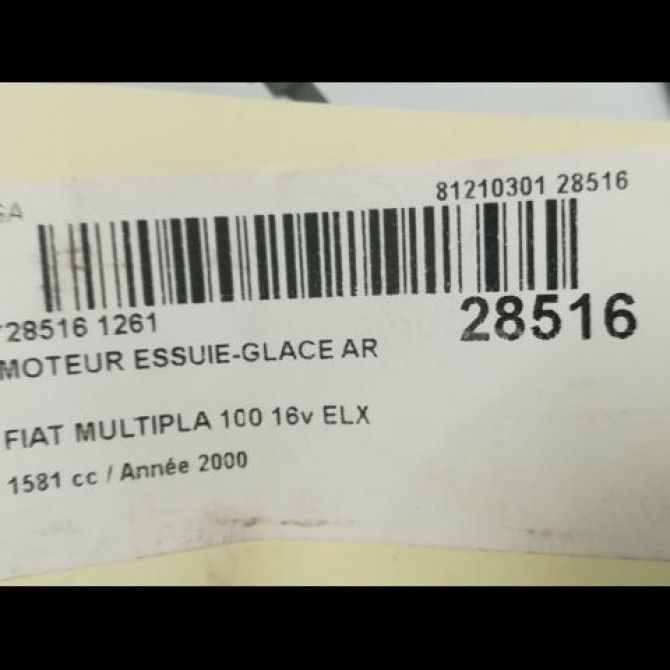 81210301 28516
28516 1261
28516
MOTEUR ESSUIE-GLACE AR
FIAT MULTIPLA 100 16v ELX
1581 cc / Année 2000